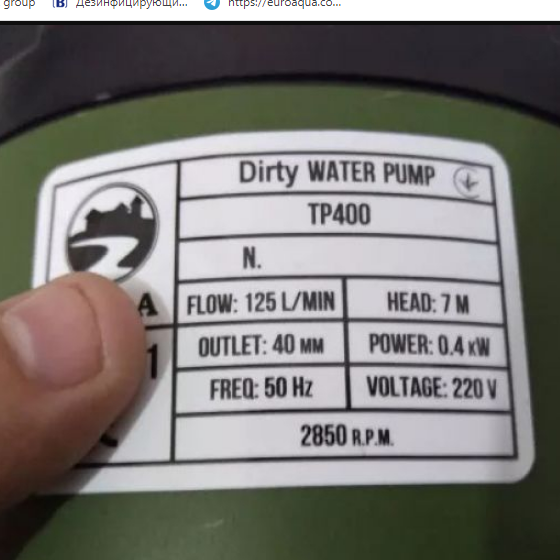 group
Дезинфицирующи...
https://euroaqua.co...
Dirty WATER PUMP
TP400
N.
A
FLOW: 125 L/MIN
HEAD: 7 M
1
OUTLET: 40 MM
POWER: 0.4 kW
FREQ: 50 Hz
VOLTAGE: 220 V
2850 R.P.M.